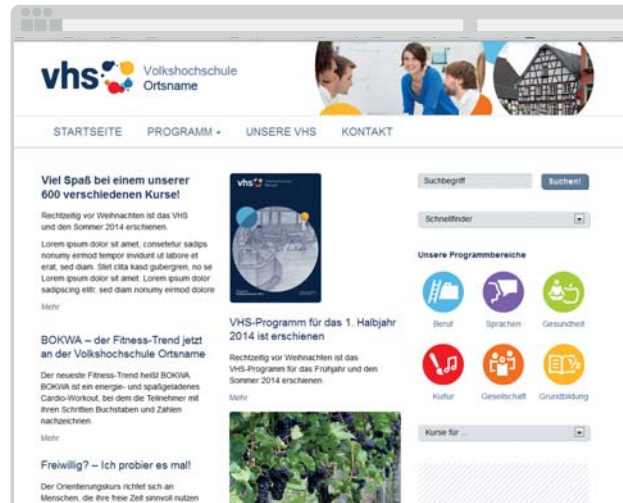 vhs
Volkshochschule
Ortsname
STARTSEITE PROGRAMM UNSERE VHS KONTAKT
Viel Spaß bei einem unserer
600 verschiedenen Kurse!
Rechtzeitig vor Weihnachten ist das VHS
und den Sommer 2014 erschienen.
Lorem ipsum dolor sit amet, consetetur sadips
nonumy eirmod tempor invidunt ut labore et
erat, sed diam. Stet clita kasd gubergren, no se
Lorem ipsum dolor sit amet. Lorem ipsum dolor
sadipscing elitr, sed diam nonumy eirmod dolore
Mehr
BOKWA – der Fitness-Trend jetzt
an der Volkshochschule Ortsname
Der neueste Fitness-Trend heißt BOKWA.
BOKWA ist ein energie- und spaßgeladenes
Cardio-Workout, bei dem die Teilnehmer mit
ihren Schritten Buchstaben und Zahlen
nachzeichnen.
Mehr
Freiwillig? – Ich probier es mal!
Der Orientierungskurs richtet sich an
Menschen, die ihre freie Zeit sinnvoll nutzen
vhs
VHS-Programm für das 1. Halbjahr
2014 ist erschienen
Rechtzeitig vor Weihnachten ist das
VHS-Programm für das Frühjahr und den
Sommer 2014 erschienen.
Mehr
Suchbegriff Suchen!
Schnellfinder
Unsere Programmbereiche
Beruf Sprachen Gesundheit
Kultur Gesellschaft Grundbildung
Kurse für ...